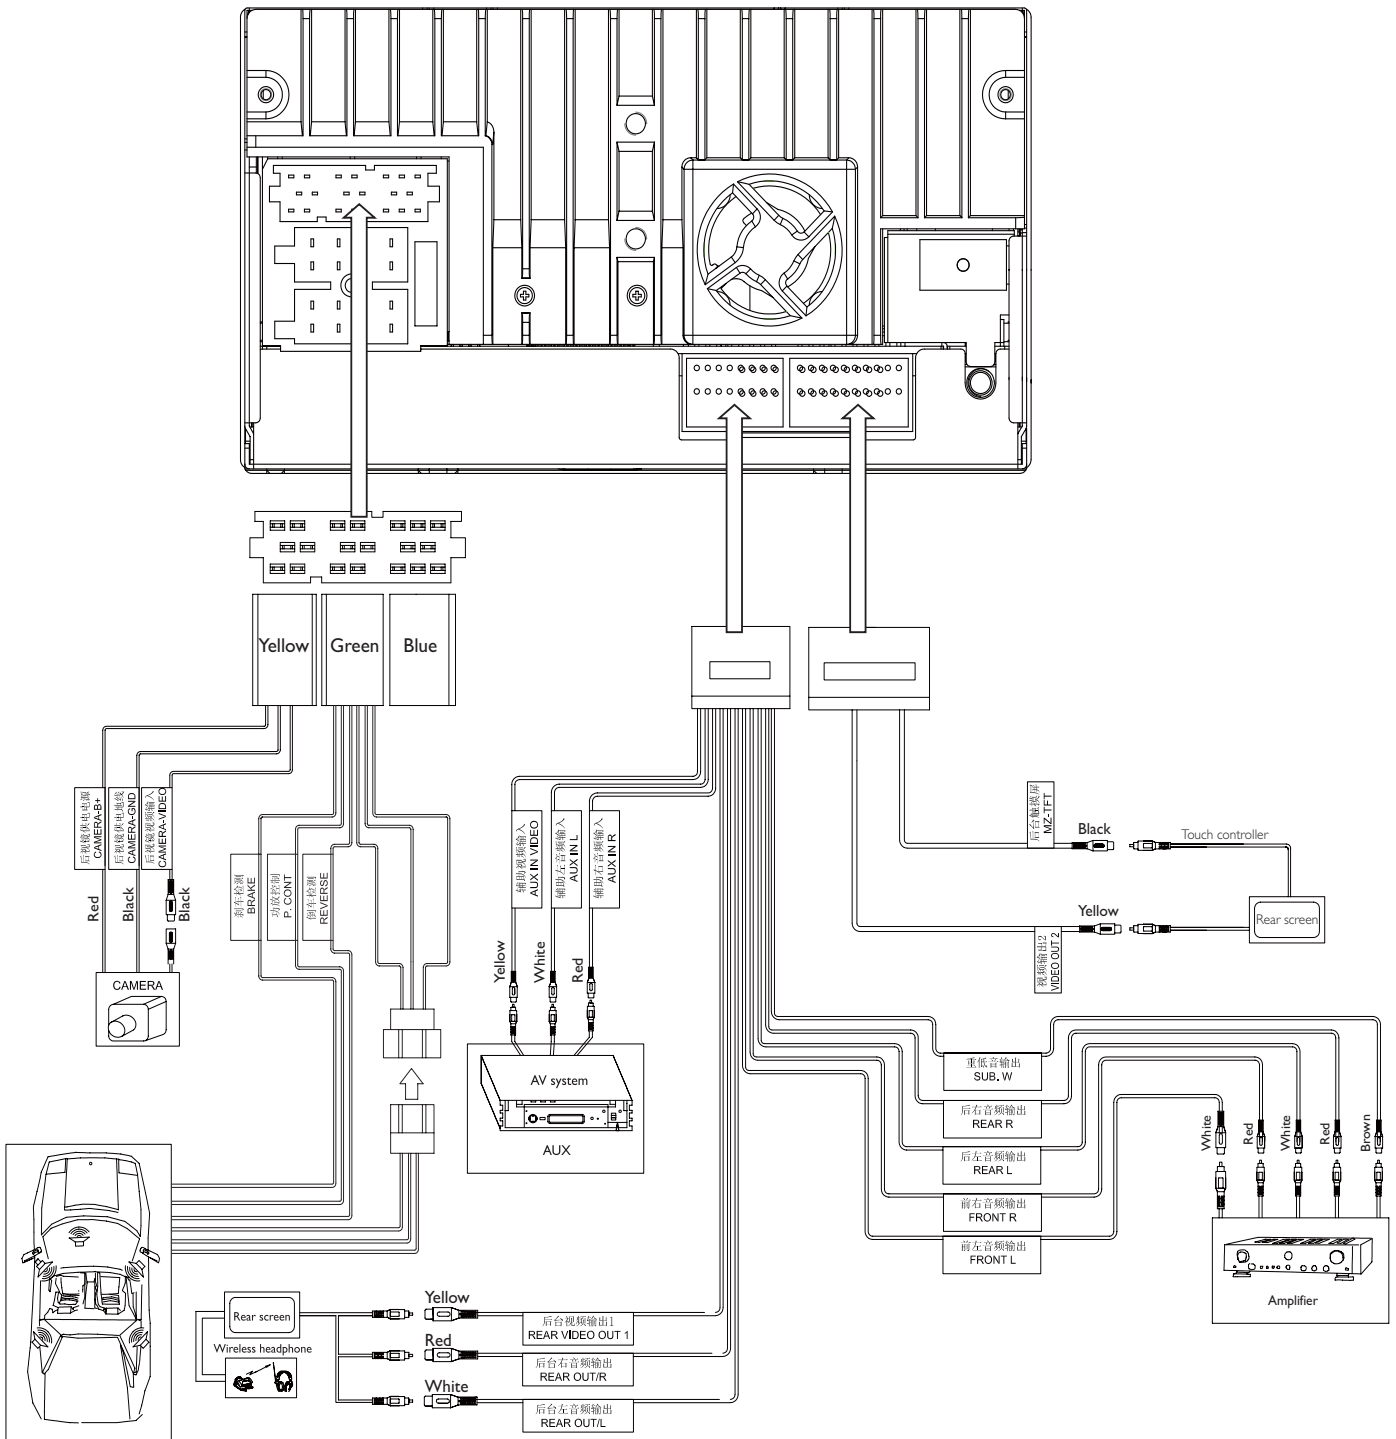 Yellow
Green
Blue
后视镜供电电源
CAMERA-B+
后视镜供电地线
CAMERA-GND
后视镜视频输入
CAMERA-VIDEO
Red
Black
Black
CAMERA
刹车检测
BRAKE
功放控制
P. CONT
倒车检测
REVERSE
辅助视频输入
AUX IN VIDEO
辅助左音频输入
AUX IN L
辅助右音频输入
AUX IN R
Yellow
White
Red
AV system
AUX
后台触摸屏
MZ-TFT
Black
Touch controller
Yellow
视频输出2
VIDEO OUT 2
Rear screen
重低音输出
SUB. W
后右音频输出
REAR R
后左音频输出
REAR L
前右音频输出
FRONT R
前左音频输出
FRONT L
White
Red
White
Red
Brown
Amplifier
Rear screen
Wireless headphone
Yellow
后台视频输出1
REAR VIDEO OUT 1
Red
后台右音频输出
REAR OUT/R
White
后台左音频输出
REAR OUT/L